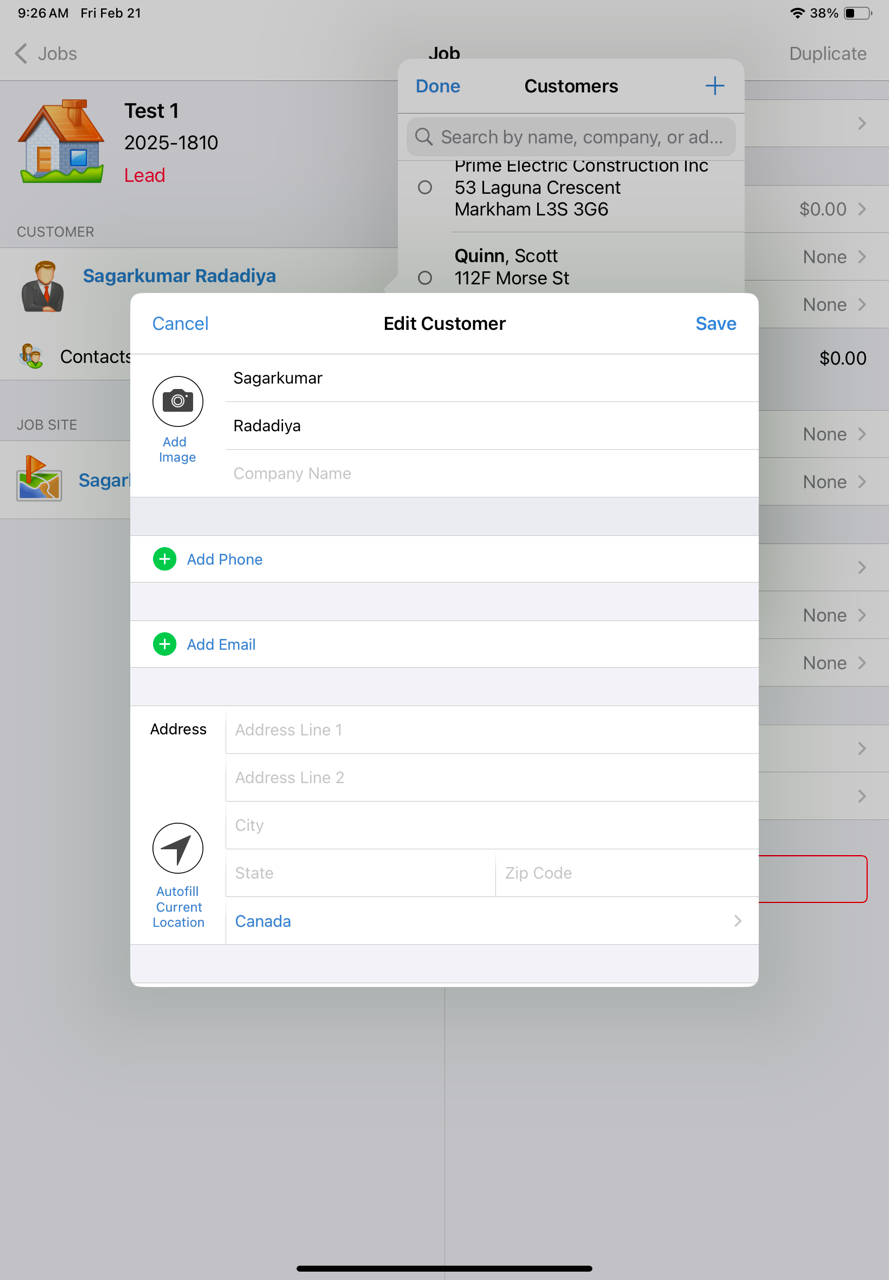 9:26 AM Fri Feb 21
38%
Jobs
Job
Duplicate
Test 1
2025-1810
Lead
CUSTOMER
Sagarkumar Radadiya
Contacts
JOB SITE
Sagar
Done
Customers
Search by name, company, or ad...
Prime Electric Construction Inc
53 Laguna Crescent
Markham L3S 3G6
Quinn, Scott
112F Morse St
$0.00
None
None
$0.00
None
None
None
None
Cancel
Edit Customer
Save
Add
Image
Sagarkumar
Radadiya
Company Name
Add Phone
Add Email
Address
Address Line 1
Address Line 2
City
State
Zip Code
Autofill
Current
Location
Canada